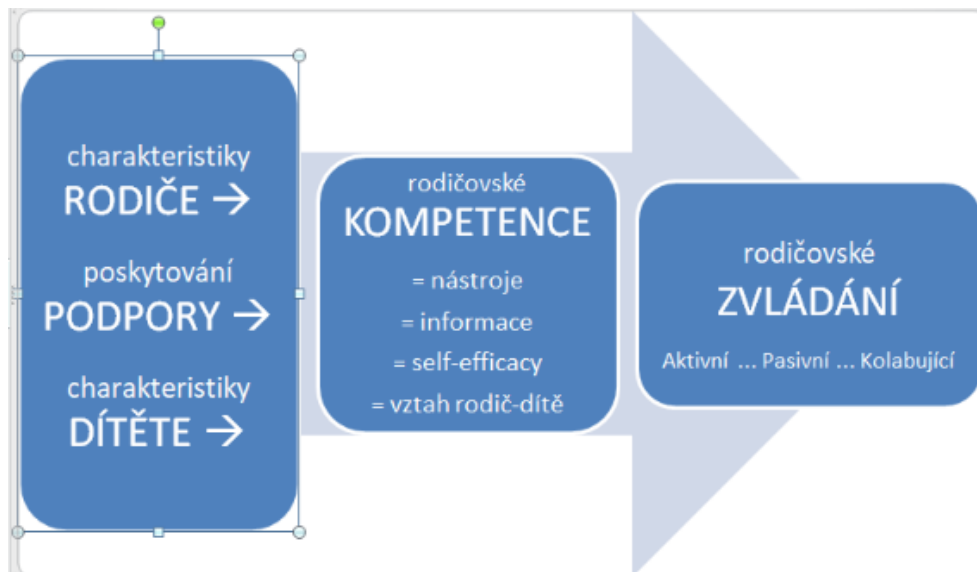 charakteristiky
RODIČE →
poskytování
PODPORY →
charakteristiky
DÍTĚTE →
rodičovské
KOMPETENCE
= nástroje
= informace
= self-efficacy
= vztah rodič-dítě
rodičovské
ZVLÁDÁNÍ
Aktivní ... Pasivní ... Kolabující